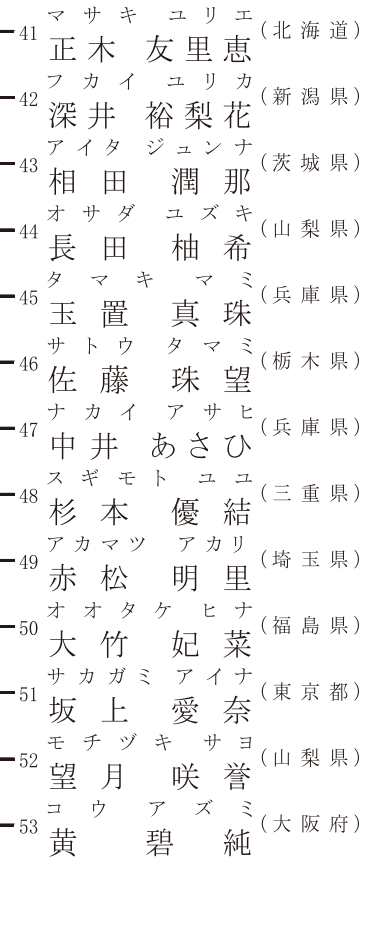 マサキ ユリエ
41 正木 友里恵 (北海道)
フカイ ユリカ
42 深井 裕梨花 (新潟県)
アイタ ジュンナ
43 相田 潤那 (茨城県)
オサダ ユズキ
44 長田 柚希 (山梨県)
タマキ マミ
45 玉置 真珠 (兵庫県)
サトウ タマミ
46 佐藤 珠望 (栃木県)
ナカイ アサヒ
47 中井 あさひ (兵庫県)
スギモト ユユ
48 杉本 優結 (三重県)
アカマツ アカリ
49 赤松 明里 (埼玉県)
オオタケ ヒナ
50 大竹 妃菜 (福島県)
サカガミ アイナ
51 坂上 愛奈 (東京都)
モチヅキ サヨ
52 望月 咲誉 (山梨県)
コウ アズミ
53 黄 碧純 (大阪府)